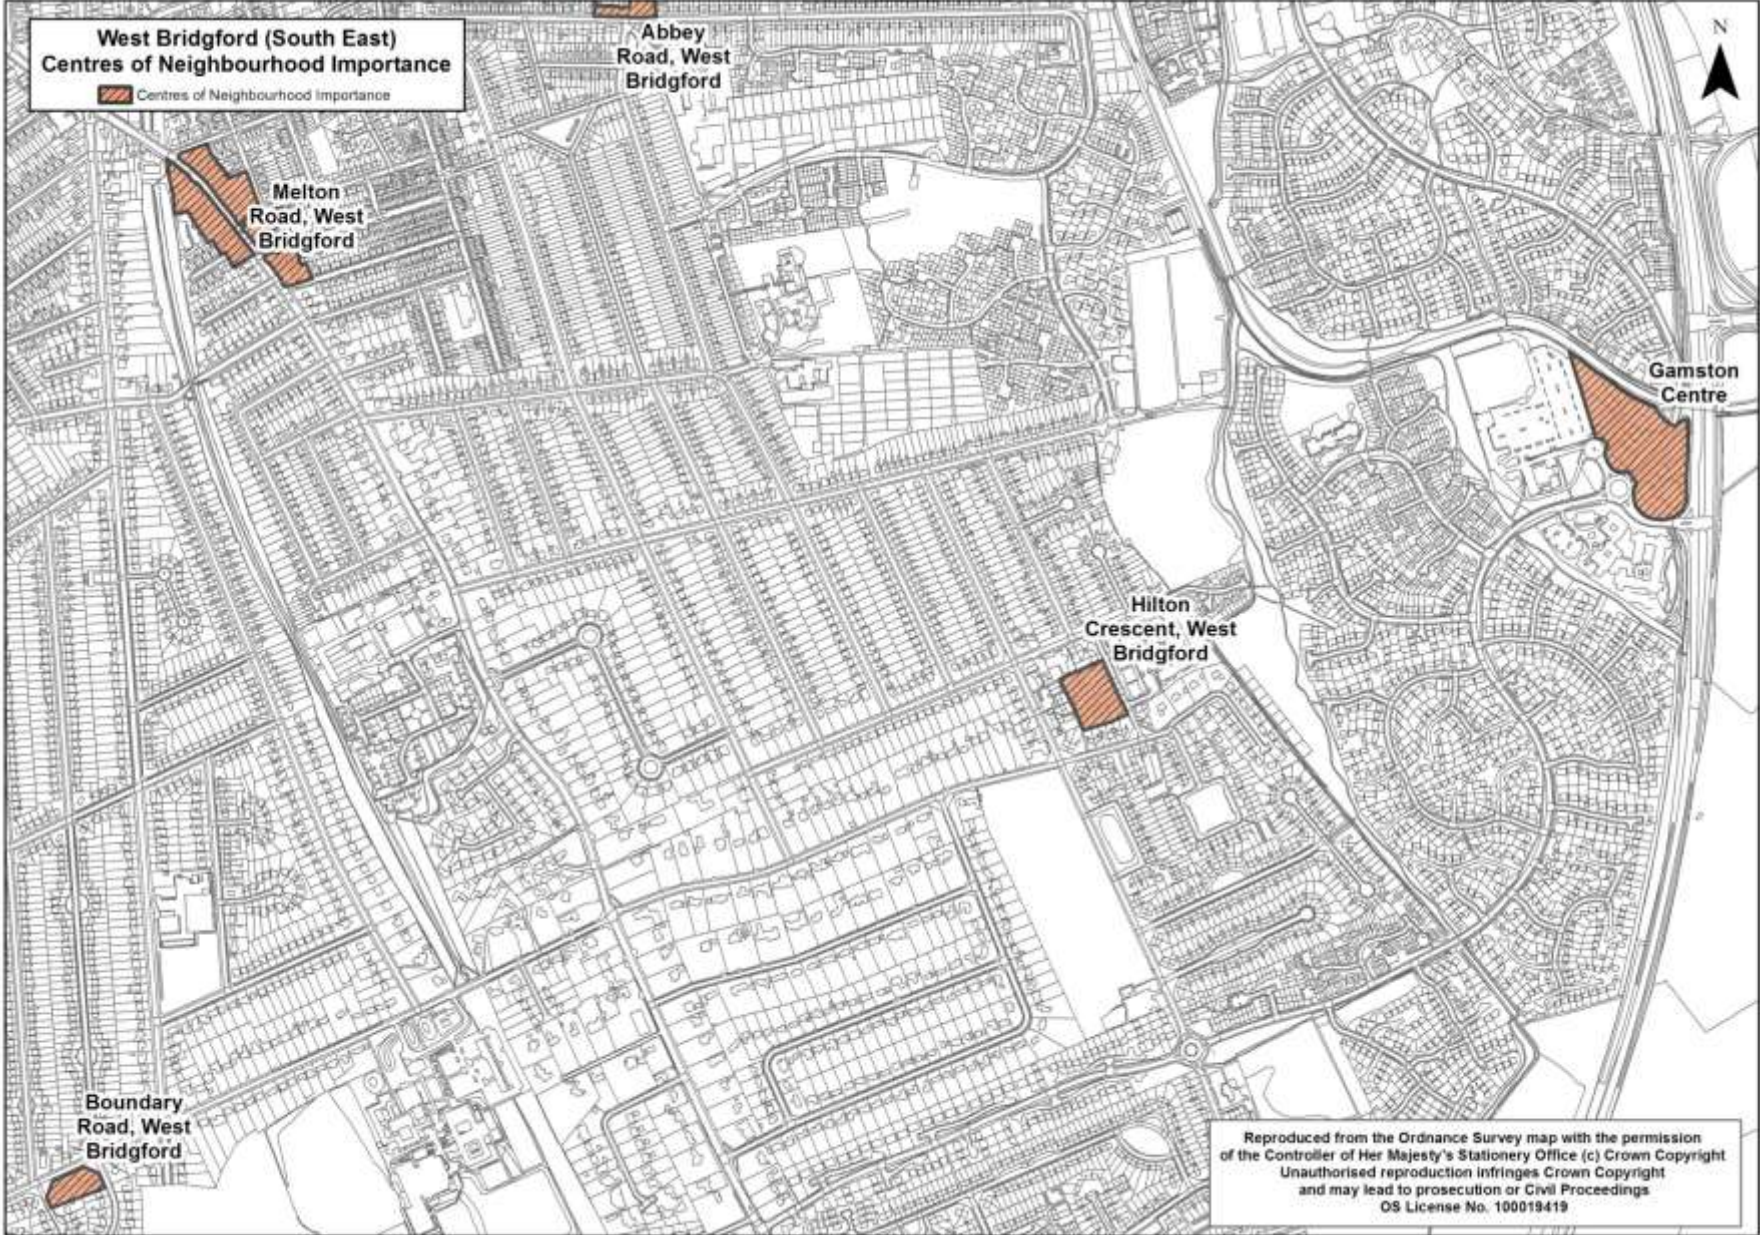 West Bridgford (South East)
Centres of Neighbourhood Importance
Centres of Neighbourhood Importance
Abbey
Road, West
Bridgford
N
Melton
Road, West
Bridgford
Gamston
Centre
Hilton
Crescent, West
Bridgford
Boundary
Road, West
Bridgford
Reproduced from the Ordnance Survey map with the permission
of the Controller of Her Majesty's Stationery Office (c) Crown Copyright
Unauthorised reproduction infringes Crown Copyright
and may lead to prosecution or Civil Proceedings
OS License No. 100019419